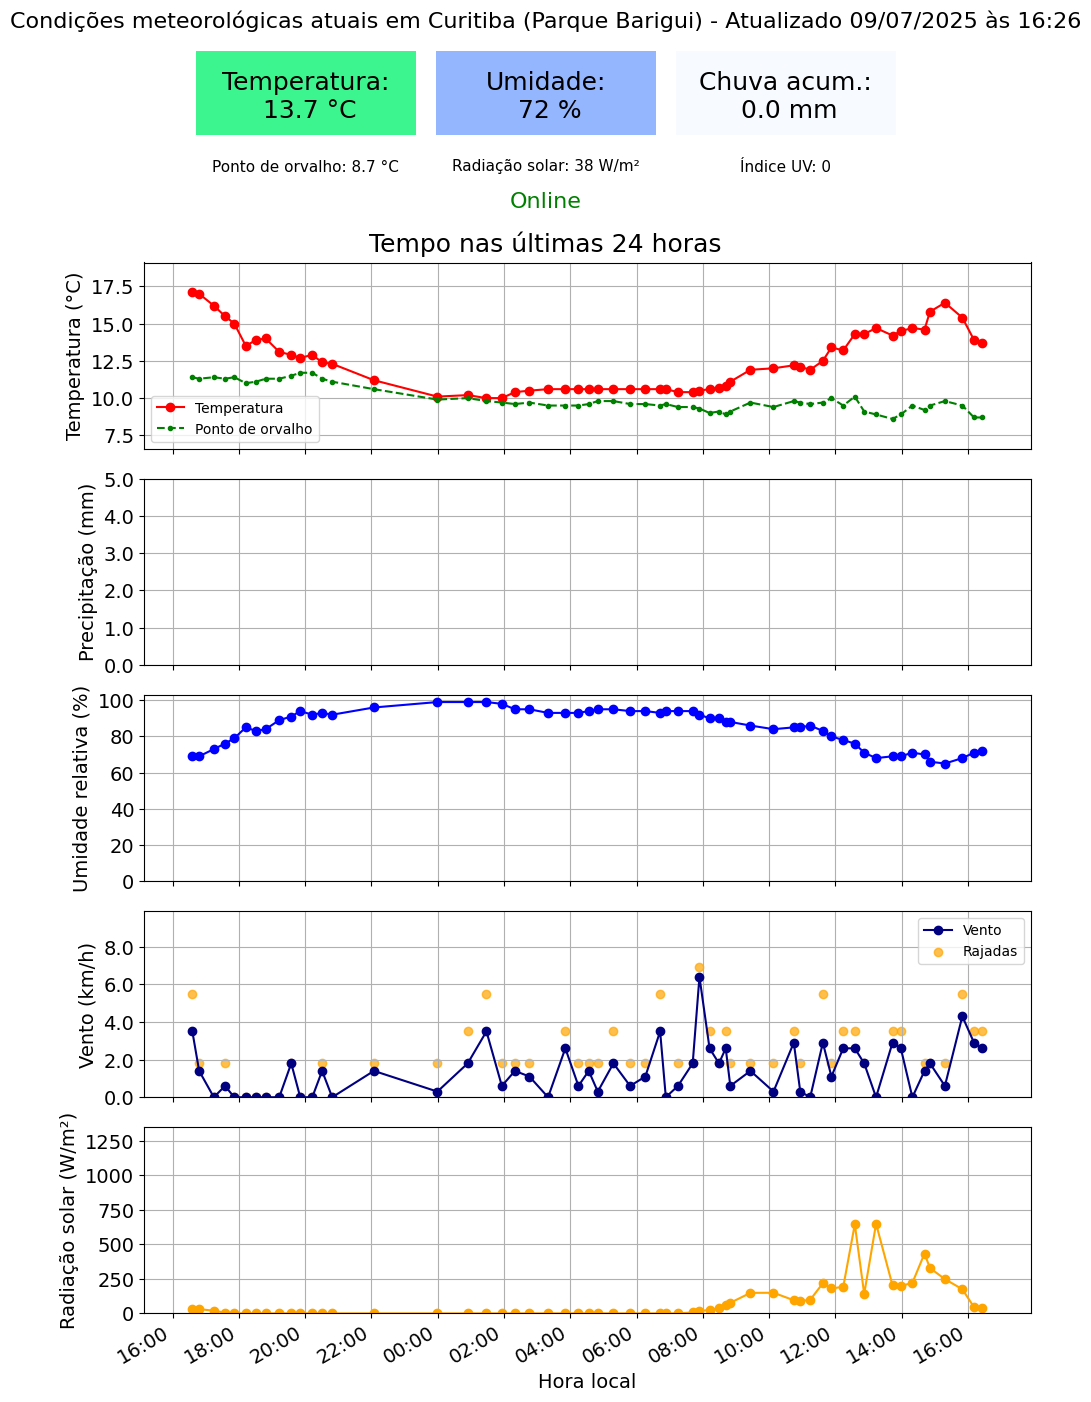 Condições meteorológicas atuais em Curitiba (Parque Barigui) - Atualizado 09/07/2025 às 16:26
Temperatura:
13.7 °C
Umidade:
72 %
Chuva acum.:
0.0 mm
Ponto de orvalho: 8.7 °C
Radiação solar: 38 W/m²
Índice UV: 0
Online
Tempo nas últimas 24 horas
Temperatura (°C)
17.5
15.0
12.5
10.0
7.5
Temperatura
Ponto de orvalho
Precipitação (mm)
5.0
4.0
3.0
2.0
1.0
0.0
Umidade relativa (%)
100
80
60
40
20
0
Vento (km/h)
8.0
6.0
4.0
2.0
0.0
Vento
Rajadas
Radiação solar (W/m²)
1250
1000
750
500
250
0
16:00
18:00
20:00
22:00
00:00
02:00
04:00
06:00
08:00
10:00
12:00
14:00
16:00
Hora local